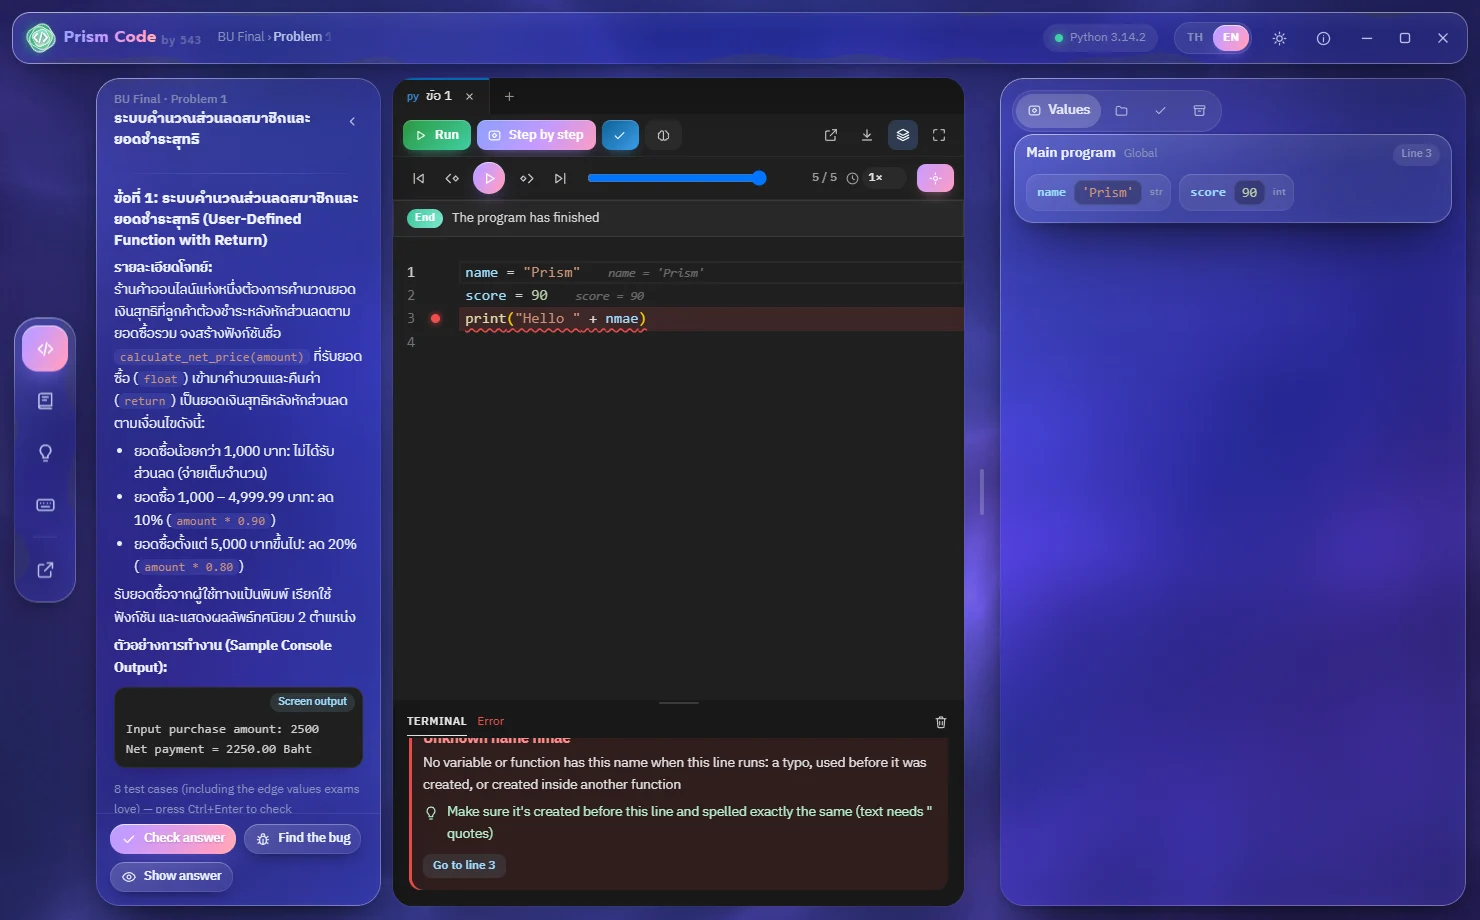 Prism Code by 543
BU Final › Problem
Python 3.14.2
TH EN
BU Final · Problem 1
ระบบคำนวณส่วนลดสมาชิกและ
ยอดชำระสุทธิ
ข้อที่ 1: ระบบคำนวณส่วนลดสมาชิกและ
ยอดชำระสุทธิ (User-Defined
Function with Return)
รายละเอียดโจทย์:
ร้านค้าออนไลน์แห่งหนึ่งต้องการคำนวณยอด
เงินสุทธิที่ลูกค้าต้องชำระหลังหักส่วนลดตาม
ยอดซื้อรวม จงสร้างฟังก์ชันชื่อ
calculate_net_price(amount) ที่รับยอด
ซื้อ ( float ) เข้ามาคำนวณและคืนค่า
( return ) เป็นยอดเงินสุทธิหลังหักส่วนลด
ตามเงื่อนไขดังนี้:
• ยอดซื้อน้อยกว่า 1,000 บาท: ไม่ได้รับ
ส่วนลด (จ่ายเต็มจำนวน)
• ยอดซื้อ 1,000 – 4,999.99 บาท: ลด
10% ( amount * 0.90 )
• ยอดซื้อตั้งแต่ 5,000 บาทขึ้นไป: ลด 20%
( amount * 0.80 )
รับยอดซื้อจากผู้ใช้ทางแป้นพิมพ์ เรียกใช้
ฟังก์ชัน และแสดงผลลัพธ์ทศนิยม 2 ตำแหน่ง
ตัวอย่างการทำงาน (Sample Console
Output):
Screen output
Input purchase amount: 2500
Net payment = 2250.00 Baht
8 test cases (including the edge values exams
love) — press Ctrl+Enter to check
Check answer
Find the bug
Show answer
py ข้อ 1
Run
Step by step
5 / 5
1×
End The program has finished
1 name = "Prism" name = 'Prism'
2 score = 90 score = 90
3 print("Hello " + nmae)
4
TERMINAL Error
Unknown name nmae
No variable or function has this name when this line runs: a typo, used before it was
created, or created inside another function
Make sure it's created before this line and spelled exactly the same (text needs "
quotes)
Go to line 3
Values
Main program Global
Line 3
name 'Prism' str
score 90 int